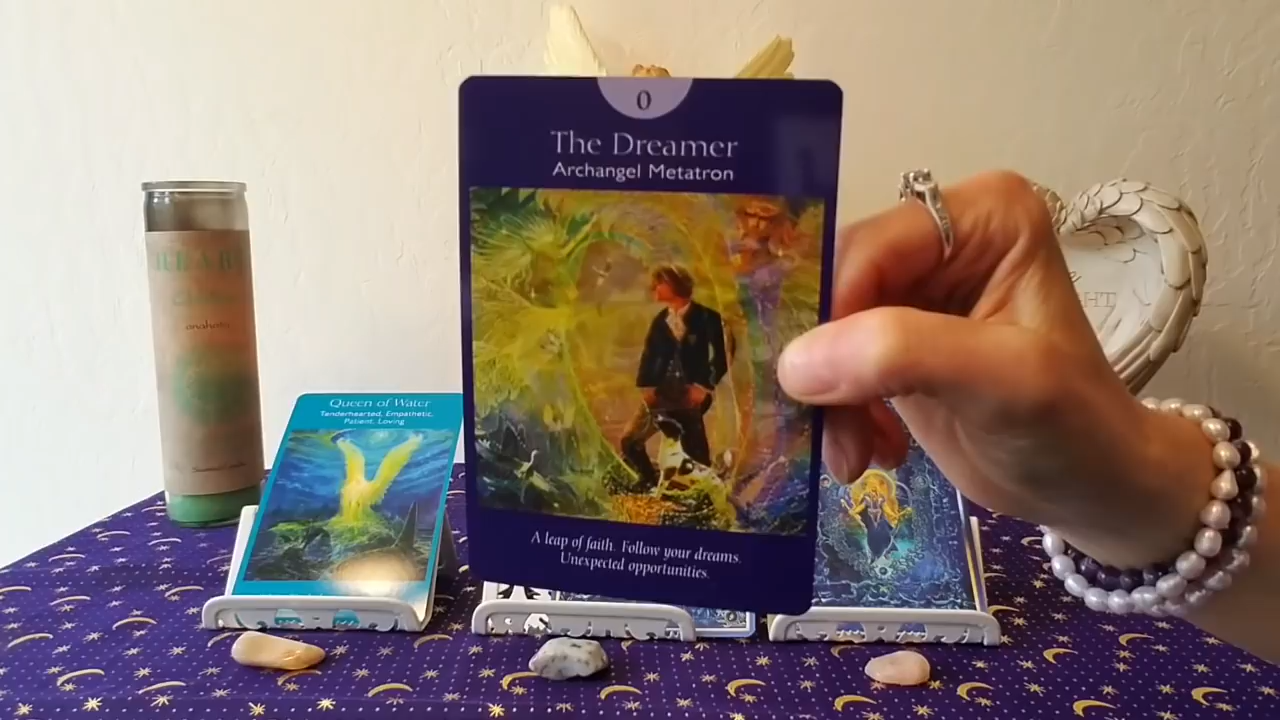 0
The Dreamer
Archangel Metatron
A leap of faith. Follow your dreams.
Unexpected opportunities.
Queen of Water
Tenderhearted, Empathetic,
Patient, Loving
anahata